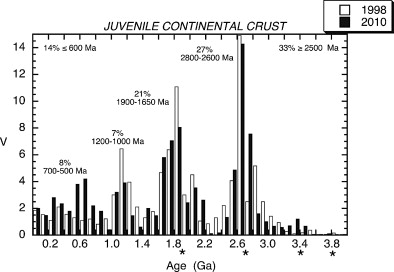 JUVENILE CONTINENTAL CRUST
1998
2010
14% ≤ 600 Ma
27%
2800-2600 Ma
33% ≥ 2500 Ma
21%
1900-1650 Ma
7%
1200-1000 Ma
8%
700-500 Ma
V
14
12
10
8
6
4
2
0
0.2 0.6 1.0 1.4 1.8 2.2 2.6 3.0 3.4 3.8
* * * *
Age (Ga)